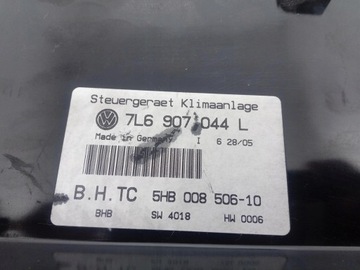 Steuergeraet Klimaanlage
7L6 907 044 L
Made in Germany I 6 28/05
B.H.TC 5HB 008 506-10
BHB SW 4018 HW 0006